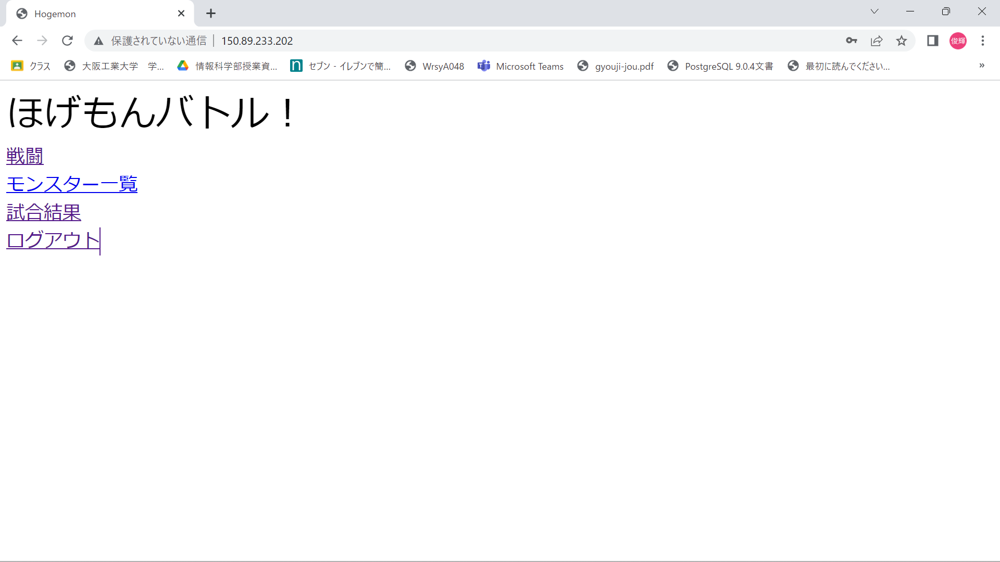 Hogemon
保護されていない通信 150.89.233.202
俊輝
クラス 大阪工業大学 学... 情報科学部授業資... セブン - イレブンで簡... WrsyA048 Microsoft Teams gyouji-jou.pdf PostgreSQL 9.0.4文書 最初に読んでください... »
ほげもんバトル！
戦闘
モンスター一覧
試合結果
ログアウト